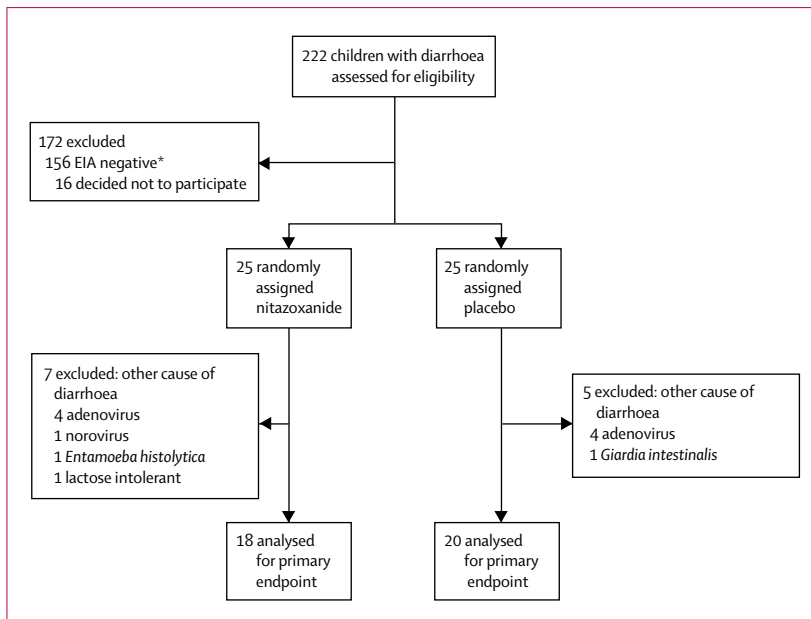 222 children with diarrhoea
assessed for eligibility
172 excluded
156 EIA negative*
16 decided not to participate
25 randomly
assigned
nitazoxanide
25 randomly
assigned
placebo
7 excluded: other cause of
diarrhoea
4 adenovirus
1 norovirus
1 Entamoeba histolytica
1 lactose intolerant
5 excluded: other cause of
diarrhoea
4 adenovirus
1 Giardia intestinalis
18 analysed
for primary
endpoint
20 analysed
for primary
endpoint